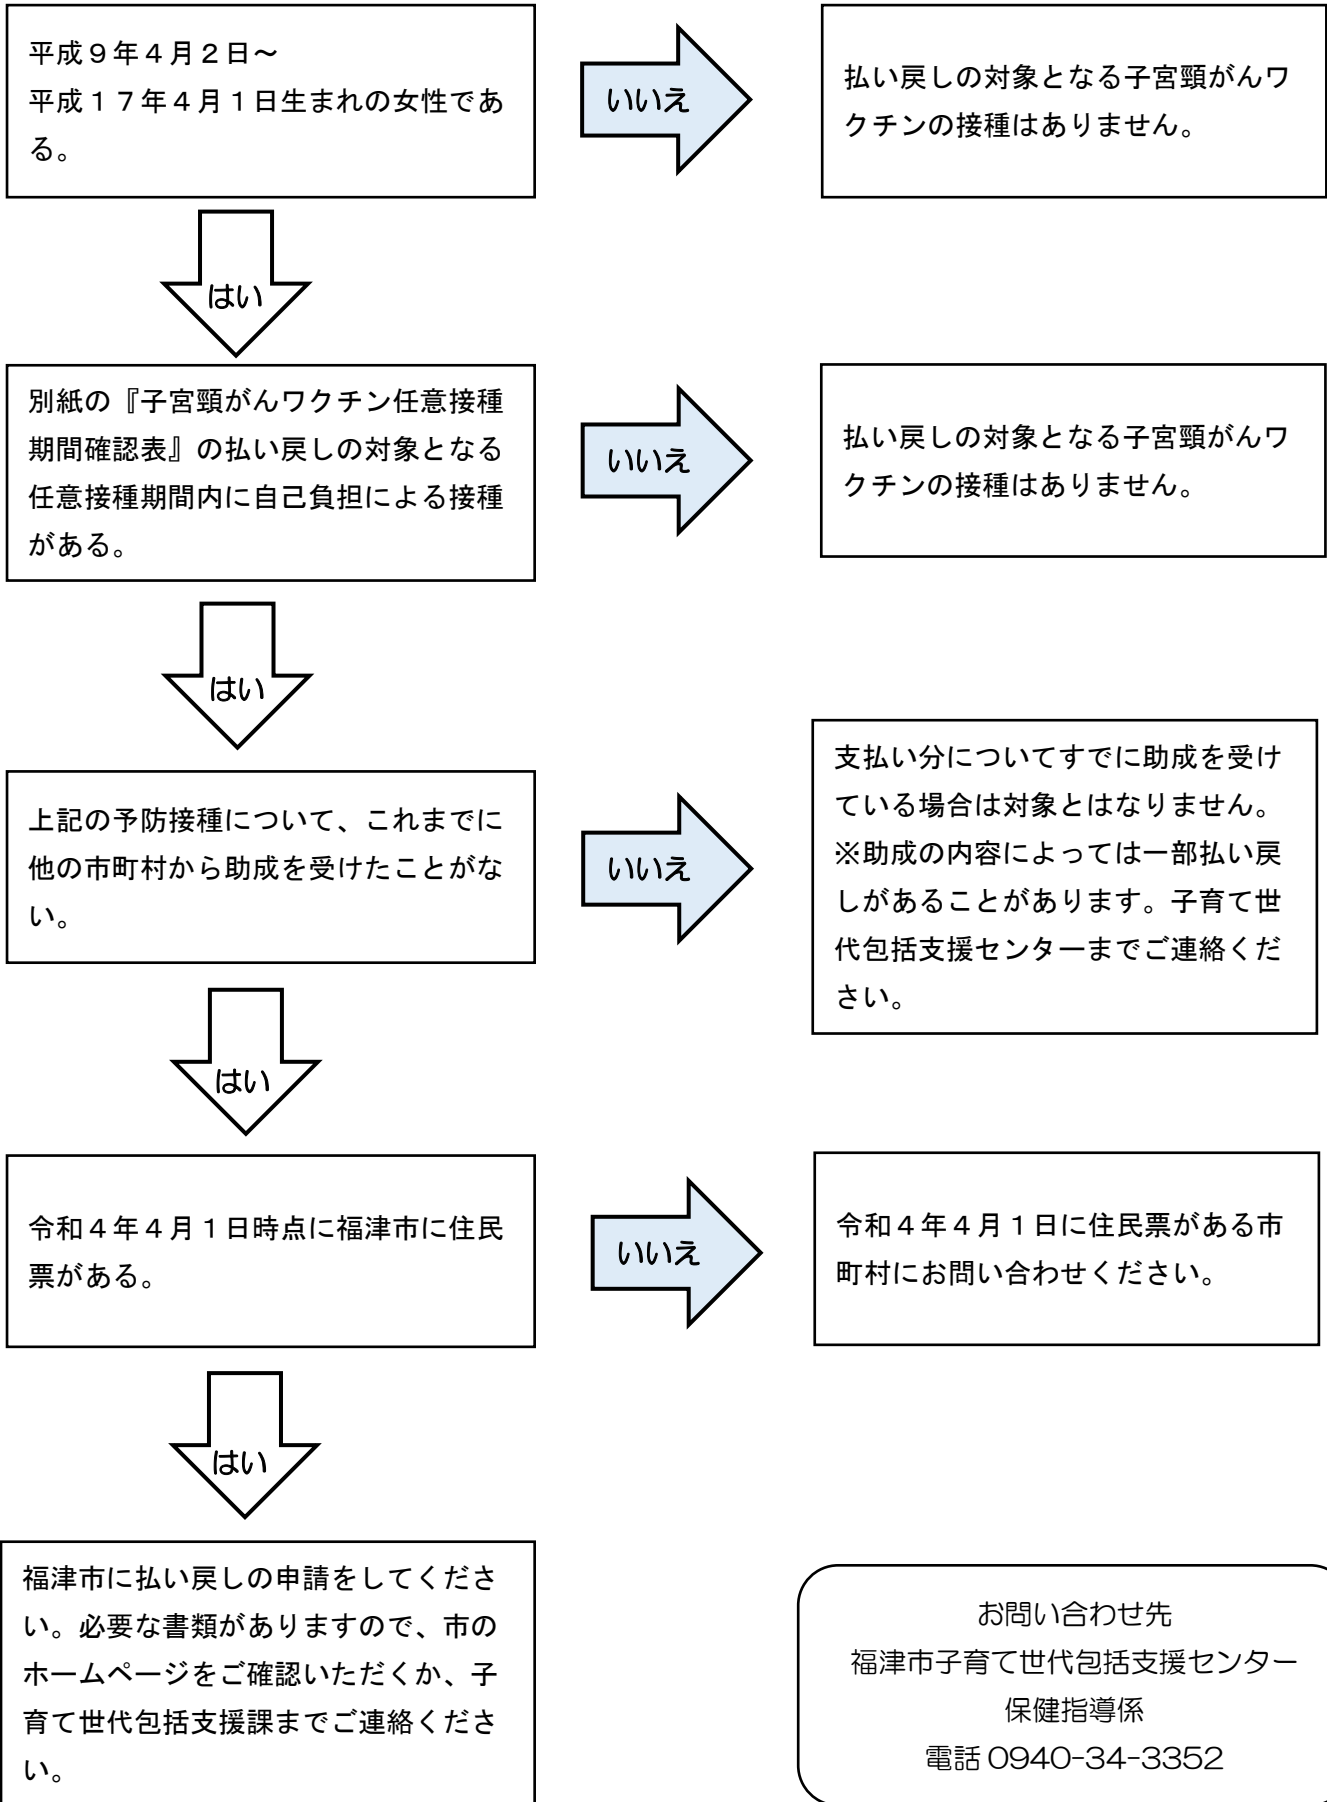 平成９年４月２日～
平成１７年４月１日生まれの女性であ
る。
いいえ
払い戻しの対象となる子宮頸がんワ
クチンの接種はありません。
はい
別紙の『子宮頸がんワクチン任意接種
期間確認表』の払い戻しの対象となる
任意接種期間内に自己負担による接種
がある。
いいえ
払い戻しの対象となる子宮頸がんワ
クチンの接種はありません。
はい
上記の予防接種について、これまでに
他の市町村から助成を受けたことがな
い。
いいえ
支払い分についてすでに助成を受け
ている場合は対象とはなりません。
※助成の内容によっては一部払い戻
しがあることがあります。子育て世
代包括支援センターまでご連絡くだ
さい。
はい
令和４年４月１日時点に福津市に住民
票がある。
いいえ
令和４年４月１日に住民票がある市
町村にお問い合わせください。
はい
福津市に払い戻しの申請をしてくださ
い。必要な書類がありますので、市の
ホームページをご確認いただくか、子
育て世代包括支援課までご連絡くださ
い。
お問い合わせ先
福津市子育て世代包括支援センター
保健指導係
電話 0940-34-3352